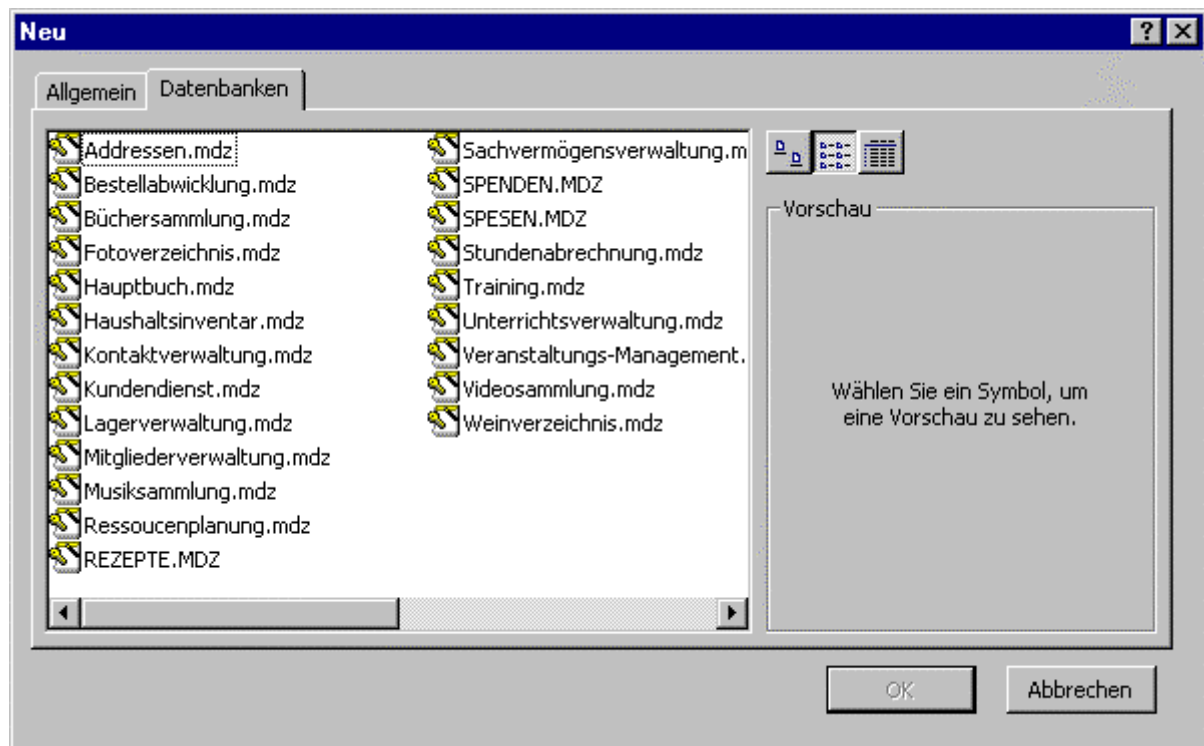 Neu
Allgemein
Datenbanken
Addressen.mdz
Bestellabwicklung.mdz
Büchersammlung.mdz
Fotoverzeichnis.mdz
Hauptbuch.mdz
Haushaltsinventar.mdz
Kontaktverwaltung.mdz
Kundendienst.mdz
Lagerverwaltung.mdz
Mitgliederverwaltung.mdz
Musiksammlung.mdz
Ressoucenplanung.mdz
REZEPTE.MDZ
Sachvermögensverwaltung.m
SPENDEN.MDZ
SPESEN.MDZ
Stundenabrechnung.mdz
Training.mdz
Unterrichtsverwaltung.mdz
Veranstaltungs-Management.
Videosammlung.mdz
Weinverzeichnis.mdz
Vorschau
Wählen Sie ein Symbol, um
eine Vorschau zu sehen.
OK
Abbrechen